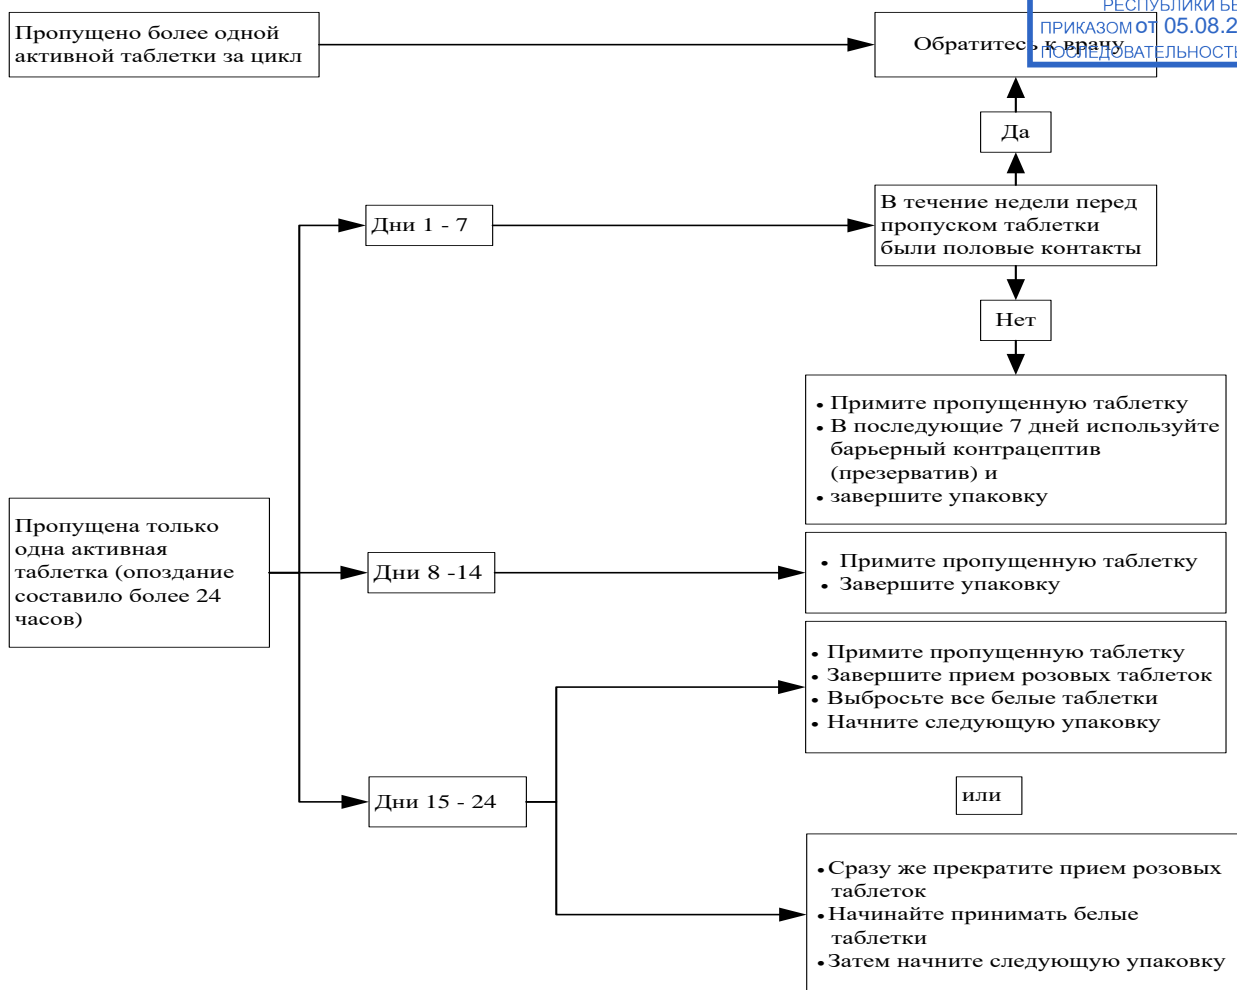 РЕСПУБЛИКИ
ПРИКАЗОМ ОТ 05.08.2
ПОСЛЕДОВАТЕЛЬНОСТЬ
Пропущено более одной
активной таблетки за цикл
Обратитесь к врачу
Да
Дни 1 - 7
В течение недели перед
пропуском таблетки
были половые контакты
Нет
• Примите пропущенную таблетку
• В последующие 7 дней используйте
барьерный контрацептив
(презерватив) и
• завершите упаковку
Пропущена только
одна активная
таблетка (опоздание
составило более 24
часов)
Дни 8 -14
• Примите пропущенную таблетку
• Завершите упаковку
• Примите пропущенную таблетку
• Завершите прием розовых таблеток
• Выбросьте все белые таблетки
• Начните следующую упаковку
Дни 15 - 24
или
• Сразу же прекратите прием розовых
таблеток
• Начинайте принимать белые
таблетки
• Затем начните следующую упаковку